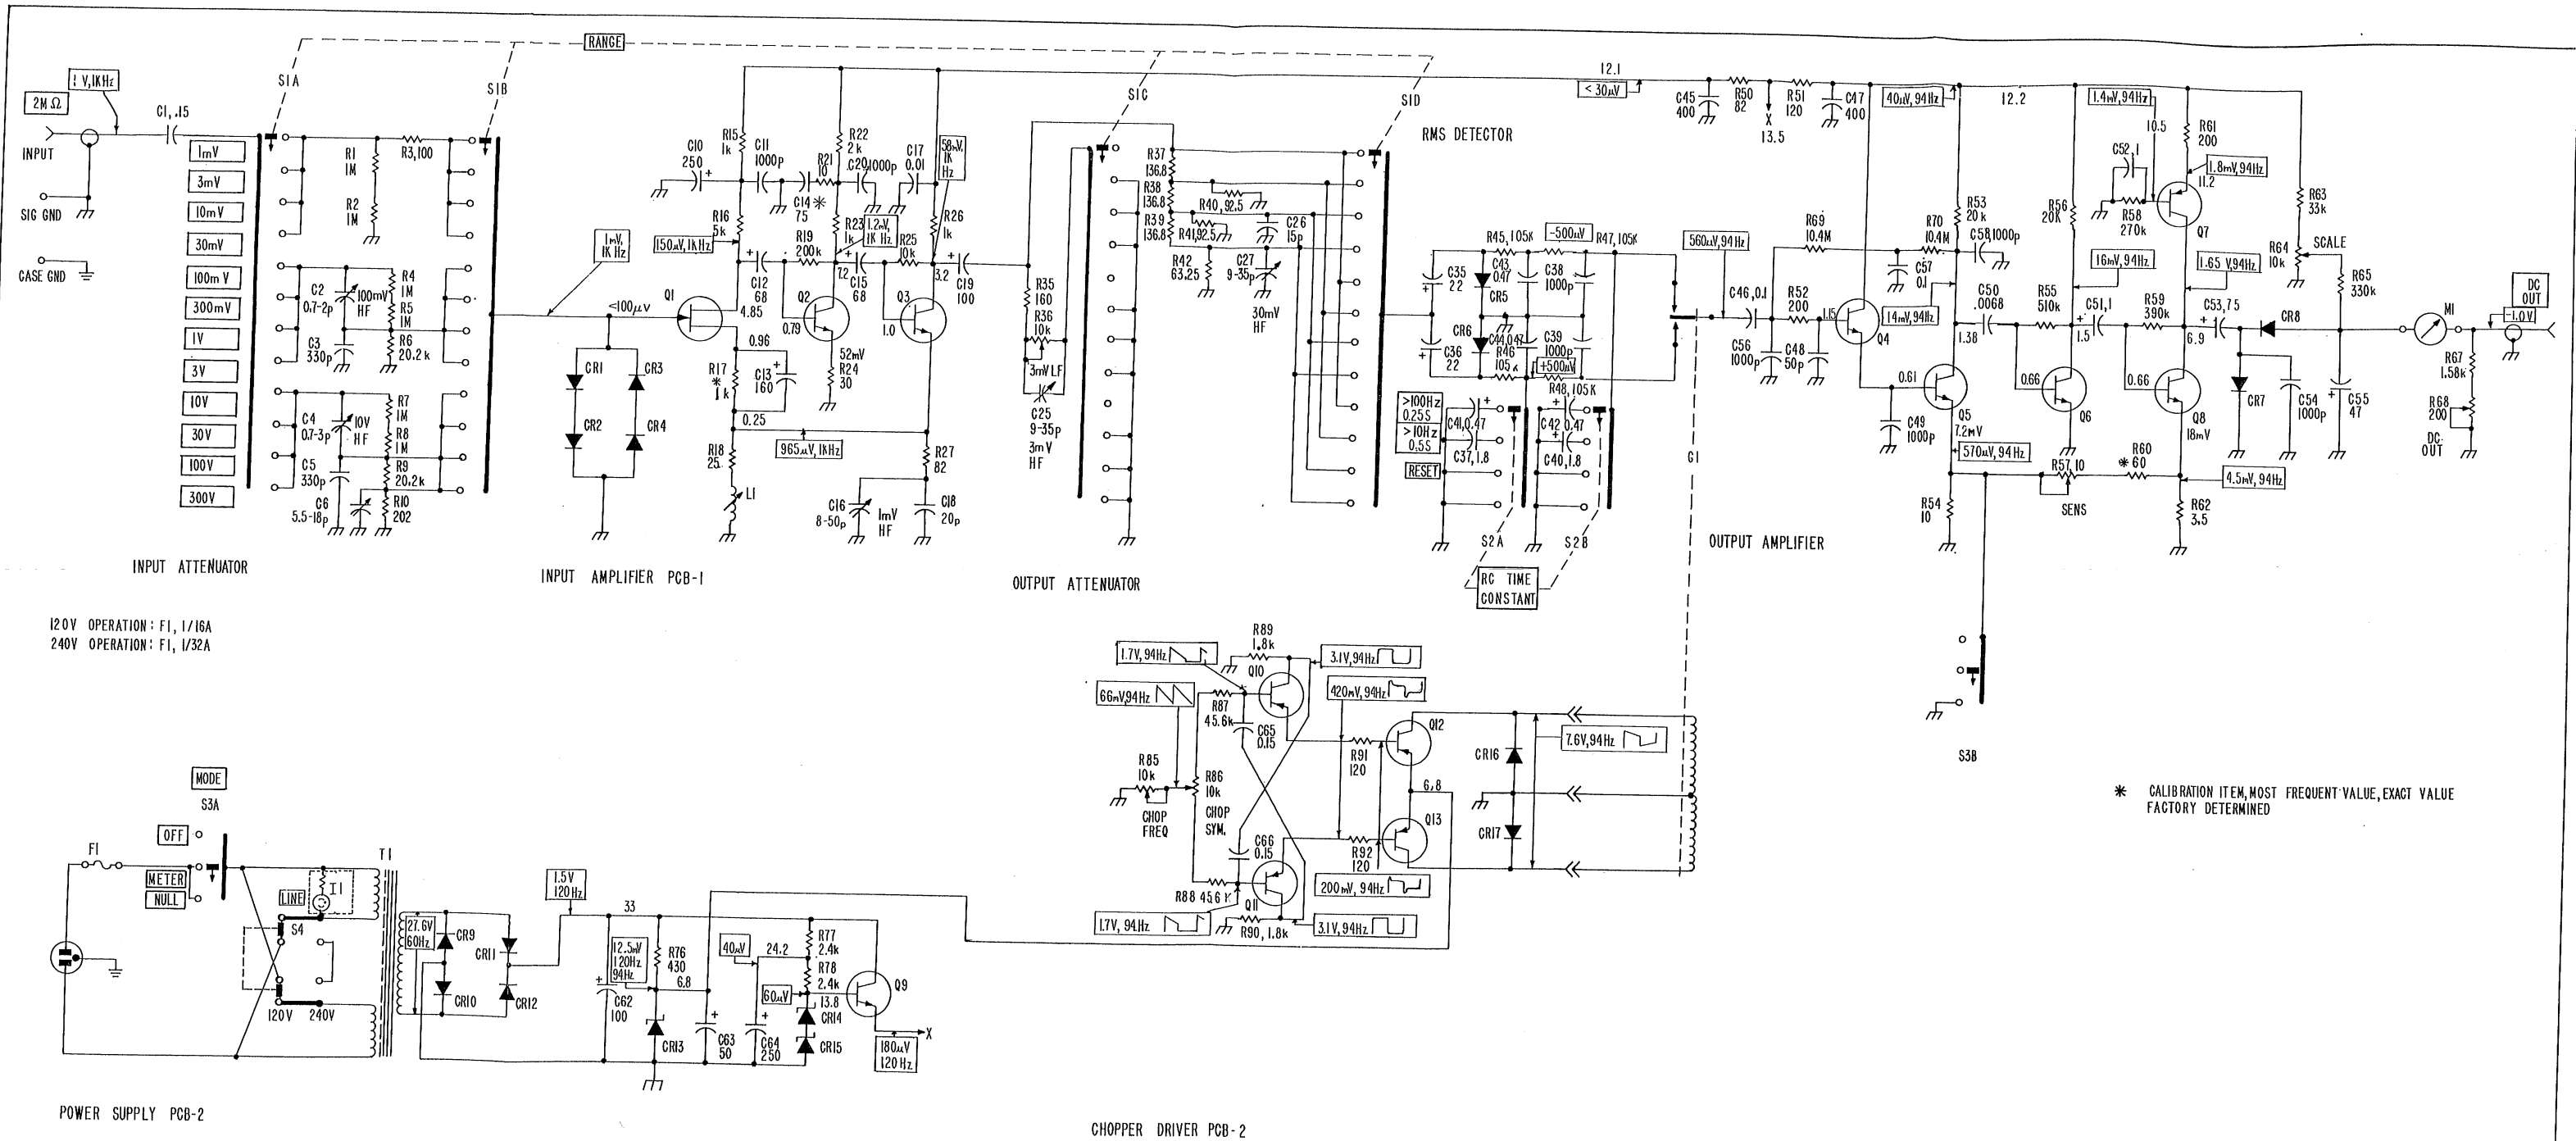 RANGE
S1A
S1B
S1C
S1D
1 V, 1KHz
2M Ω
C1, .15
INPUT
SIG GND
CASE GND
1mV
3mV
10mV
30mV
100mV
300mV
1V
3V
10V
30V
100V
300V
R1
1M
R2
1M
R3, 100
C2
0.7-2p
100mV
HF
R4
1M
R5
1M
R6
20.2k
C3
330p
C4
0.7-3p
10V
HF
R7
1M
R8
1M
R9
20.2k
R10
202
C5
330p
C6
5.5-18p
INPUT ATTENUATOR
1mV,
1K Hz
<100μv
CR1
CR2
CR3
CR4
C10
250
+
R15
1k
C11
1000p
R16
5k
150μV, 1KHz
C14 *
75
R21
10
R22
2 k
C20, 1000p
C17
0.01
58mV,
1K
Hz
R19
200k
R23
1k
1.2mV,
1K Hz
R25
10k
R26
1k
Q1
4.85
+
C12
68
Q2
0.79
7.2
+
C15
68
Q3
1.0
3.2
+
C19
100
0.96
R17
*
1 k
+
C13
160
52mV
R24
30
0.25
965μV, 1KHz
R18
25
L1
R27
82
C16
8-50p
1mV
HF
C18
20p
INPUT AMPLIFIER PCB-1
R35
160
R36
10k
3mV LF
C25
9-35p
3mV
HF
R37
136.8
R38
136.8
R39
136.8
R40, 92.5
R41, 92.5
R42
63.25
C26
15p
C27
9-35p
30mV
HF
OUTPUT ATTENUATOR
RMS DETECTOR
12.1
< 30μV
R45, 105K
-500μV
R47, 105K
C35
22
+
C43
0.47
CR5
C38
1000p
CR6
C44, 0.47
C39
1000p
C36
22
+
R46
105 k
+500μV
R48, 105K
>100Hz
0.25S
>10Hz
0.5S
RESET
C41, 0.47
C37, 1.8
C42 0.47
C40, 1.8
+
+
S2A
S2B
RC TIME
CONSTANT
G1
C45
400
R50
82
X
13.5
R51
120
C47
400
40μV, 94Hz
12.2
560μV, 94Hz
C46, 0.1
C56
1000p
R52
200
C48
50p
R69
10.4M
R70
10.4M
C57
0.1
R53
20 k
C58, 1000p
1.15
14mV, 94Hz
Q4
1.38
C50
.0068
0.61
C49
1000p
Q5
7.2mV
570μV, 94Hz
R54
10
R55
510k
R56
20K
16mV, 94Hz
0.66
Q6
+
1.5
C51, 1
1.4mV, 94Hz
10.5
C52, 1
R58
270k
R61
200
1.8mV, 94Hz
11.2
Q7
1.65 V, 94Hz
R59
390k
6.9
0.66
Q8
18mV
+
C53, 75
CR8
CR7
C54
1000p
R57, 10
SENS
R60
* 60
4.5mV, 94Hz
R62
3.5
R63
33k
R64
10k
SCALE
R65
330k
C55
47
+
M1
DC
OUT
-1.0 V
R67
1.58k
R68
200
DC
OUT
OUTPUT AMPLIFIER
S3B
* CALIBRATION ITEM, MOST FREQUENT VALUE, EXACT VALUE
FACTORY DETERMINED
120V OPERATION: F1, 1/16A
240V OPERATION: F1, 1/32A
MODE
S3A
OFF
METER
NULL
F1
LINE
I1
S4
120V
240V
T1
27.6V
60Hz
CR9
CR10
CR11
CR12
1.5V
120Hz
33
12.5mV
120Hz
94Hz
+
C62
100
R76
430
6.8
CR13
+
C63
50
40μV
24.2
60μV
+
C64
250
R77
2.4k
R78
2.4k
13.8
CR14
CR15
Q9
X
180μV
120 Hz
POWER SUPPLY PCB-2
R89
1.8k
1.7V, 94Hz
3.1V, 94Hz
Q10
66mV, 94Hz
420mV, 94Hz
R87
45.6k
C65
0.15
R85
10k
CHOP
FREQ
R86
10k
CHOP
SYM.
R91
120
Q12
6.8
Q13
R92
120
C66
0.15
R88 45.6 K
Q11
200mV, 94Hz
1.7V, 94Hz
R90, 1.8k
3.1V, 94Hz
CR16
CR17
7.6V, 94Hz
CHOPPER DRIVER PCB-2